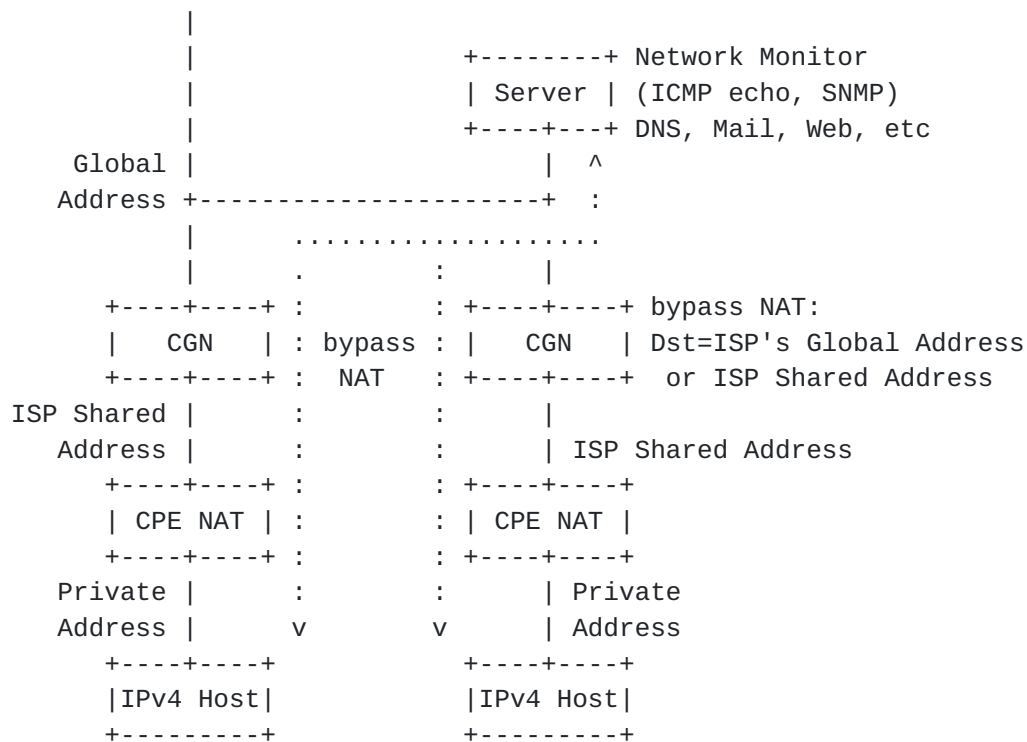 |
                |                 +--------+ Network Monitor
                |                 | Server | (ICMP echo, SNMP)
                |                 +----+---+ DNS, Mail, Web, etc
         Global |                      |  ^
        Address +----------------------+  :
                |      ....................
                |      .        :      |
           +----+----+ :        : +----+----+ bypass NAT:
           |   CGN   | : bypass : |   CGN   | Dst=ISP's Global Address
           +----+----+ :  NAT   : +----+----+  or ISP Shared Address
     ISP Shared |      :        :      |
        Address |      :        :      | ISP Shared Address
           +----+----+ :        : +----+----+
           | CPE NAT | :        : | CPE NAT |
           +----+----+ :        : +----+----+
        Private |      :        :      | Private
        Address |      v        v      | Address
           +----+----+            +----+----+
           |IPv4 Host|            |IPv4 Host|
           +---------+            +---------+